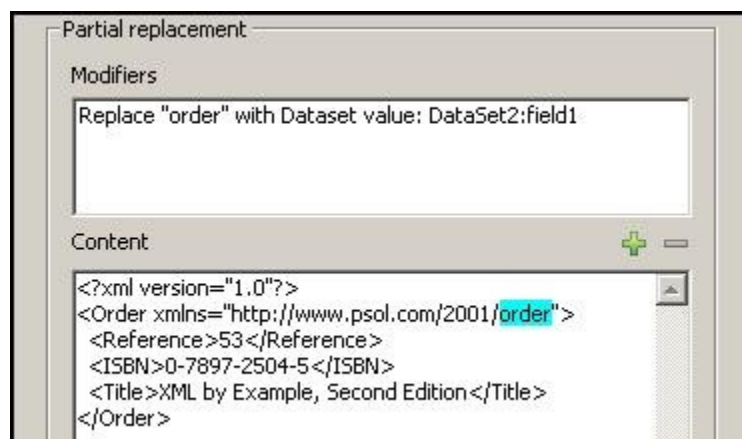 Partial replacement
Modifiers
Replace "order" with Dataset value: DataSet2:field1
Content
<?xml version="1.0"?>
<Order xmlns="http://www.psol.com/2001/order">
<Reference>53</Reference>
<ISBN>0-7897-2504-5</ISBN>
<Title>XML by Example, Second Edition</Title>
</Order>